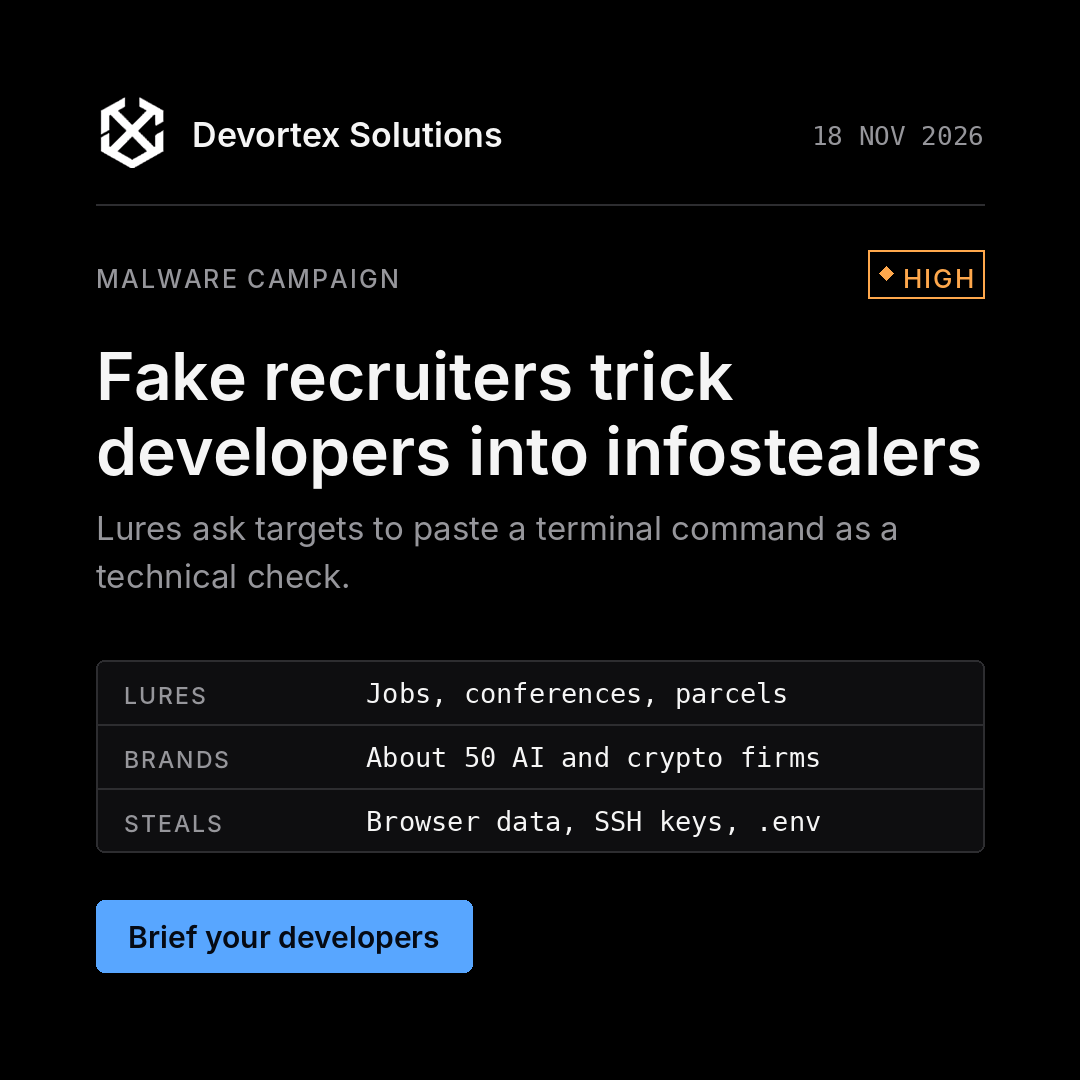 Devortex Solutions
18 NOV 2026
MALWARE CAMPAIGN
HIGH
Fake recruiters trick
developers into infostealers
Lures ask targets to paste a terminal command as a
technical check.
LURES Jobs, conferences, parcels
BRANDS About 50 AI and crypto firms
STEALS Browser data, SSH keys, .env
Brief your developers